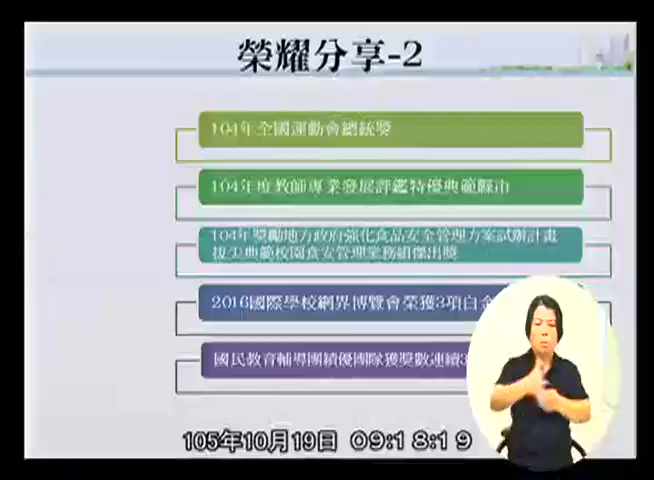 榮耀分享-2
104年全國運動會總統獎
104年度教師專業發展評鑑特優典範縣市
104年獎勵地方政府強化食品安全管理方案試辦計畫
拔尖典範校園食安管理業務組傑出獎
2016國際學校網界博覽會榮獲3項白金
國民教育輔導團績優團隊獲獎數連續3
105年10月19日 09:18:19